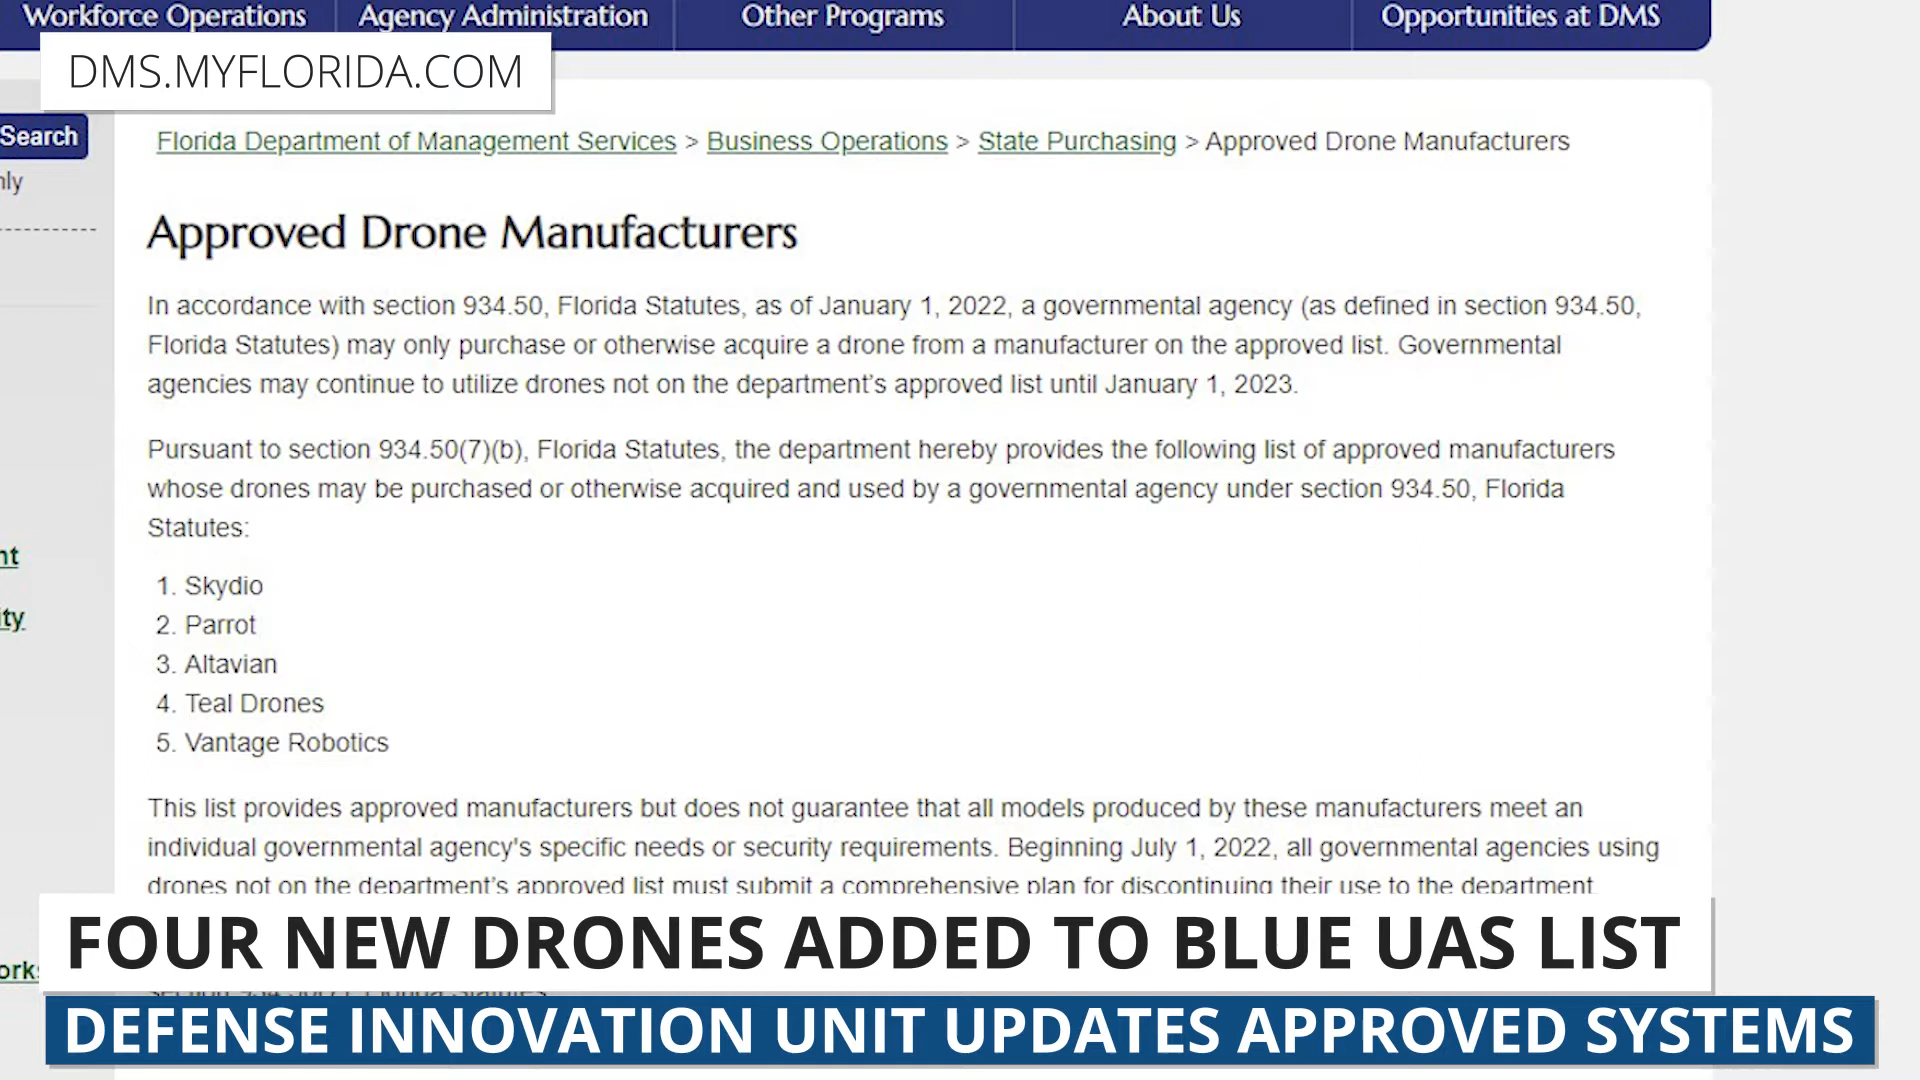 Workforce Operations
Agency Administration
Other Programs
About Us
Opportunities at DMS
DMS.MYFLORIDA.COM
Search
Florida Department of Management Services > Business Operations > State Purchasing > Approved Drone Manufacturers
Approved Drone Manufacturers
In accordance with section 934.50, Florida Statutes, as of January 1, 2022, a governmental agency (as defined in section 934.50,
Florida Statutes) may only purchase or otherwise acquire a drone from a manufacturer on the approved list. Governmental
agencies may continue to utilize drones not on the department's approved list until January 1, 2023.
Pursuant to section 934.50(7)(b), Florida Statutes, the department hereby provides the following list of approved manufacturers
whose drones may be purchased or otherwise acquired and used by a governmental agency under section 934.50, Florida
Statutes:
1. Skydio
2. Parrot
3. Altavian
4. Teal Drones
5. Vantage Robotics
This list provides approved manufacturers but does not guarantee that all models produced by these manufacturers meet an
individual governmental agency's specific needs or security requirements. Beginning July 1, 2022, all governmental agencies using
drones not on the department's approved list must submit a comprehensive plan for discontinuing their use to the department
FOUR NEW DRONES ADDED TO BLUE UAS LIST
DEFENSE INNOVATION UNIT UPDATES APPROVED SYSTEMS